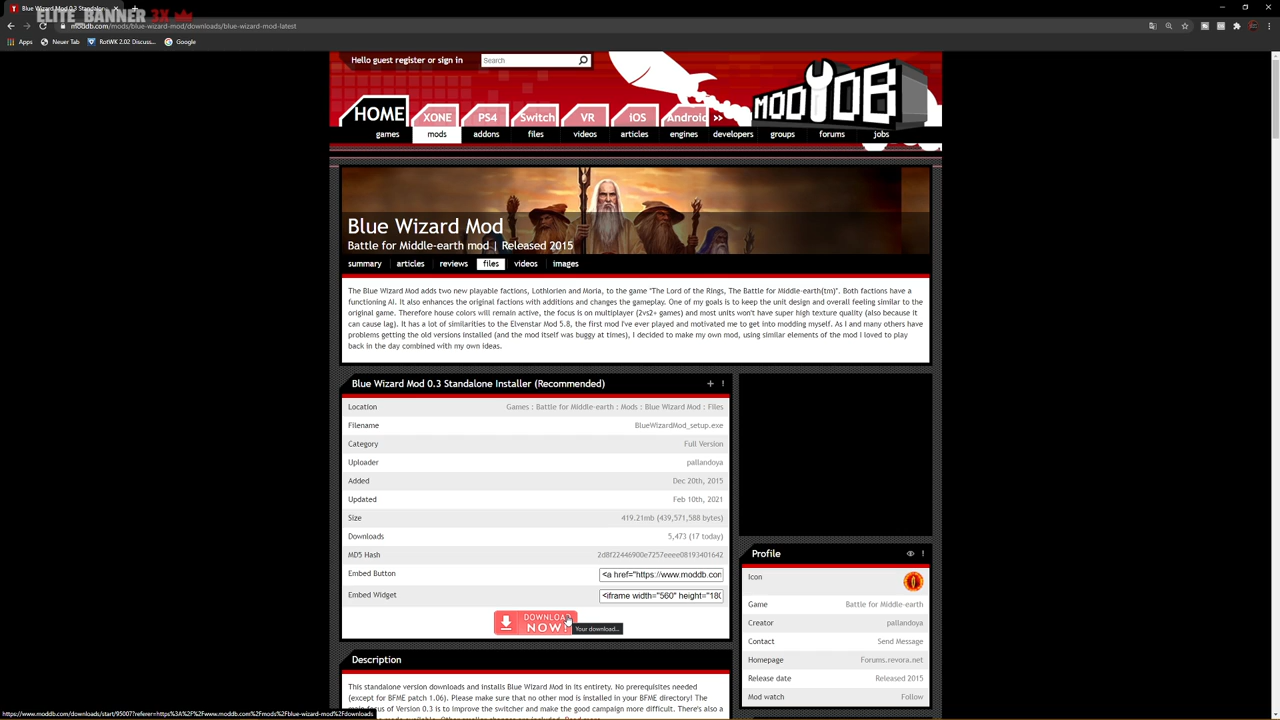 Blue Wizard Mod 0.3 Standalon
ELITE_BANNER 3X
moddb.com/mods/blue-wizard-mod/downloads/blue-wizard-mod-latest
Apps
Neuer Tab
RotWK 2.02 Discuss...
Google
Hello guest register or sign in
Search
MODDB
HOME
XONE
PS4
Switch
VR
iOS
Android
»
games
mods
addons
files
videos
articles
engines
developers
groups
forums
jobs
Blue Wizard Mod
Battle for Middle-earth mod | Released 2015
summary
articles
reviews
files
videos
images
The Blue Wizard Mod adds two new playable factions, Lothlorien and Moria, to the game "The Lord of the Rings, The Battle for Middle-earth(tm)". Both factions have a
functioning AI. It also enhances the original factions with additions and changes the gameplay. One of my goals is to keep the unit design and overall feeling similar to the
original game. Therefore house colors will remain active, the focus is on multiplayer (2vs2+ games) and most units won't have super high texture quality (also because it
can cause lag). It has a lot of similarities to the Elvenstar Mod 5.8, the first mod I've ever played and motivated me to get into modding myself. As I and many others have
problems getting the old versions installed (and the mod itself was buggy at times), I decided to make my own mod, using similar elements of the mod I loved to play
back in the day combined with my own ideas.
Blue Wizard Mod 0.3 Standalone Installer (Recommended)
Location
Games : Battle for Middle-earth : Mods : Blue Wizard Mod : Files
Filename
BlueWizardMod_setup.exe
Category
Full Version
Uploader
pallandoya
Added
Dec 20th, 2015
Updated
Feb 10th, 2021
Size
419.21mb (439,571,588 bytes)
Downloads
5,473 (17 today)
MD5 Hash
2d8f22446900e7257eeee08193401642
Embed Button
<a href="https://www.moddb.con
Embed Widget
<iframe width="560" height="180
DOWNLOAD
NOW!
Your download...
Description
This standalone version downloads and installs Blue Wizard Mod in its entirety. No prerequisites needed
(except for BFME patch 1.06). Please make sure that no other mod is installed in your BFME directory! The
main focus of Version 0.3 is to improve the switcher and make the good campaign more difficult. There's also a
Profile
Icon
Game
Battle for Middle-earth
Creator
pallandoya
Contact
Send Message
Homepage
Forums.revora.net
Release date
Released 2015
Mod watch
Follow
https://www.moddb.com/downloads/start/95007?referer=https%3A%2F%2Fwww.moddb.com%2Fmods%2Fblue-wizard-mod%2Fdownloads